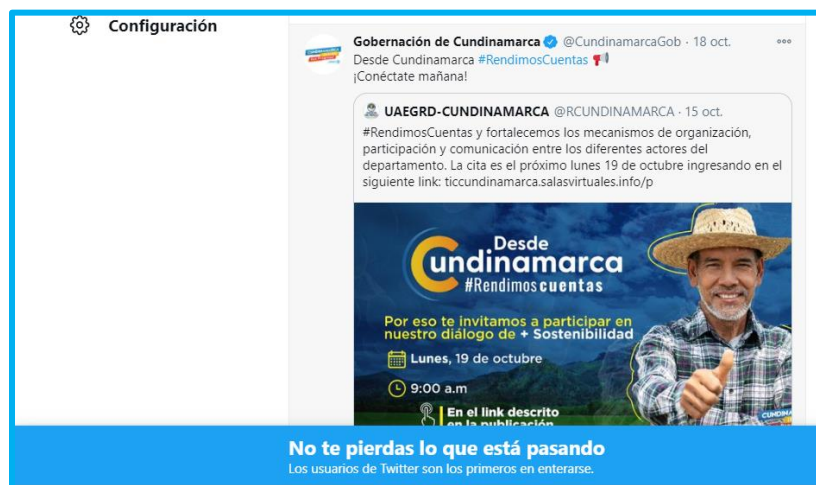 Configuración
Gobernación de Cundinamarca @CundinamarcaGob · 18 oct.
Desde Cundinamarca #RendimosCuentas
¡Conéctate mañana!
UAEGRD-CUNDINAMARCA @RCUNDINAMARCA · 15 oct.
#RendimosCuentas y fortalecemos los mecanismos de organización,
participación y comunicación entre los diferentes actores del
departamento. La cita es el próximo lunes 19 de octubre ingresando en el
siguiente link: ticcundinamarca.salasvirtuales.info/p
Desde
Cundinamarca
#Rendimos cuentas
Por eso te invitamos a participar en
nuestro diálogo de + Sostenibilidad
Lunes, 19 de octubre
9:00 a.m
En el link descrito
en la publicación
No te pierdas lo que está pasando
Los usuarios de Twitter son los primeros en enterarse.